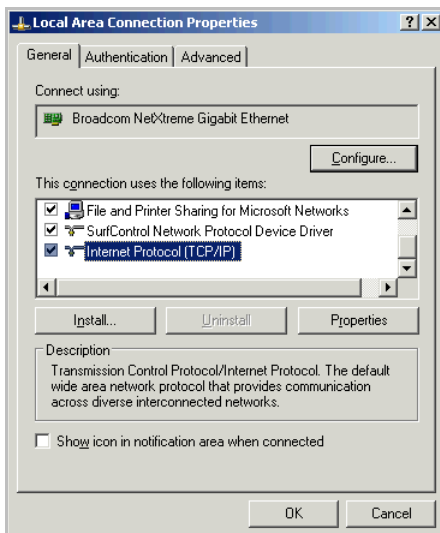 Local Area Connection Properties
General Authentication Advanced
Connect using:
Broadcom NetXtreme Gigabit Ethernet
Configure...
This connection uses the following items:
File and Printer Sharing for Microsoft Networks
SurfControl Network Protocol Device Driver
Internet Protocol (TCP/IP)
Install... Uninstall Properties
Description
Transmission Control Protocol/Internet Protocol. The default
wide area network protocol that provides communication
across diverse interconnected networks.
Show icon in notification area when connected
OK Cancel